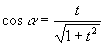 cos α = t / √(1 + t²)